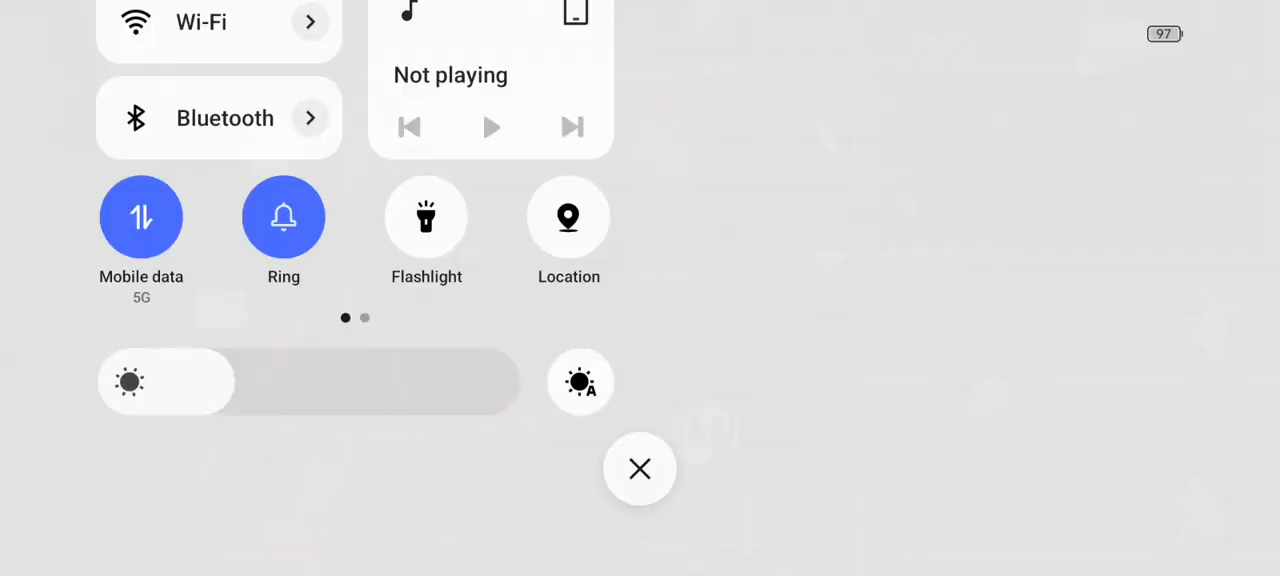 Wi-Fi
97
Not playing
Bluetooth
Mobile data
5G
Ring
Flashlight
Location
A